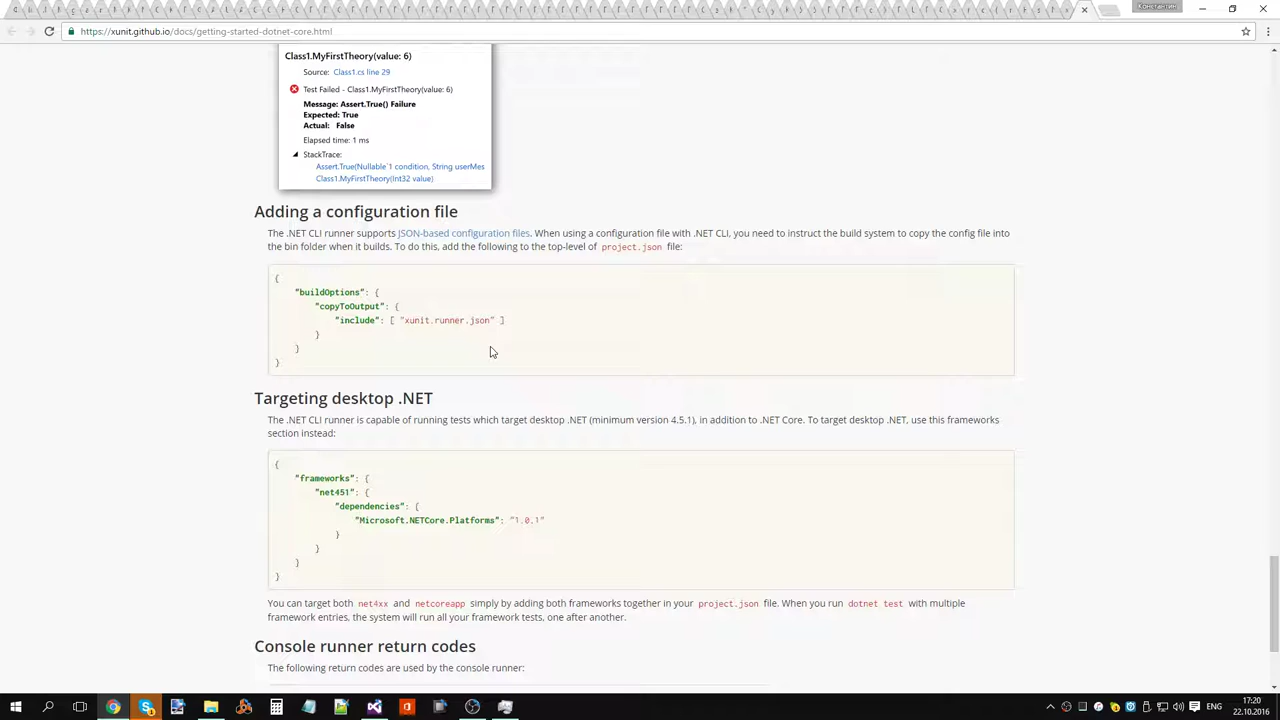 Константин
https://xunit.github.io/docs/getting-started-dotnet-core.html
Class1.MyFirstTheory(value: 6)
Source: Class1.cs line 29
Test Failed - Class1.MyFirstTheory(value: 6)
Message: Assert.True() Failure
Expected: True
Actual: False
Elapsed time: 1 ms
StackTrace:
Assert.True(Nullable`1 condition, String userMes
Class1.MyFirstTheory(Int32 value)
Adding a configuration file
The .NET CLI runner supports JSON-based configuration files. When using a configuration file with .NET CLI, you need to instruct the build system to copy the config file into
the bin folder when it builds. To do this, add the following to the top-level of project.json file:
{
"buildOptions": {
"copyToOutput": {
"include": [ "xunit.runner.json" ]
}
}
}
Targeting desktop .NET
The .NET CLI runner is capable of running tests which target desktop .NET (minimum version 4.5.1), in addition to .NET Core. To target desktop .NET, use this frameworks
section instead:
{
"frameworks": {
"net451": {
"dependencies": {
"Microsoft.NETCore.Platforms": "1.0.1"
}
}
}
}
You can target both net4xx and netcoreapp simply by adding both frameworks together in your project.json file. When you run dotnet test with multiple
framework entries, the system will run all your framework tests, one after another.
Console runner return codes
The following return codes are used by the console runner:
17:20
22.10.2016